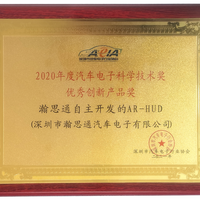 AEIA
2020年度汽车电子科学技术奖
优秀创新产品奖
瀚思通自主开发的AR-HUD
(深圳市瀚思通汽车电子有限公司)